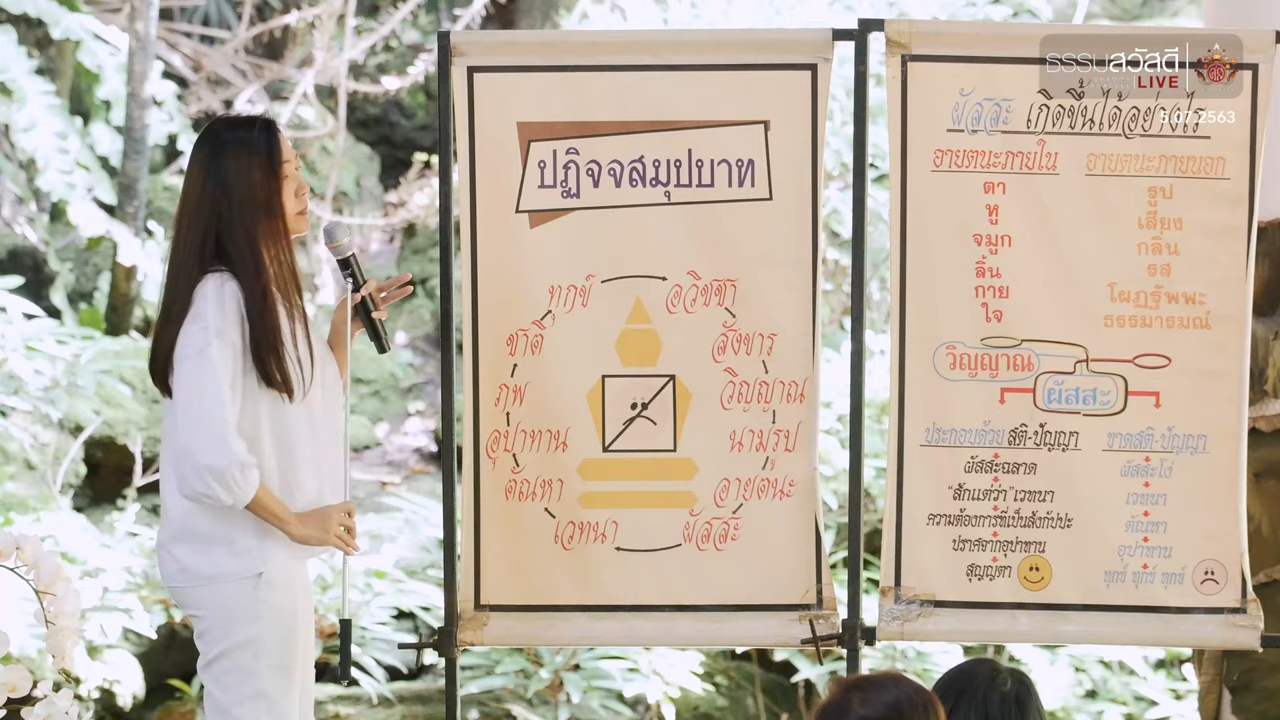 ธรรมสวัสดี
LIVE
5.07.2563
ปฏิจจสมุปบาท
ทุกข์
อวิชชา
ชาติ
สังขาร
ภพ
วิญญาณ
อุปาทาน
นามรูป
ตัณหา
อายตนะ
เวทนา
ผัสสะ
ผัสสะ เกิดขึ้นได้อย่างไร
อายตนะภายใน
อายตนะภายนอก
ตา
รูป
หู
เสียง
จมูก
กลิ่น
ลิ้น
รส
กาย
โผฏฐัพพะ
ใจ
ธรรมารมณ์
วิญญาณ
ผัสสะ
ประกอบด้วย สติ-ปัญญา
ผัสสะฉลาด
"สักแต่ว่า" เวทนา
ความต้องการที่เป็นสังกัปปะ
ปราศจากอุปาทาน
สุญญตา
ขาดสติ-ปัญญา
ผัสสะโง่
เวทนา
ตัณหา
อุปาทาน
ทุกข์ ทุกข์ ทุกข์